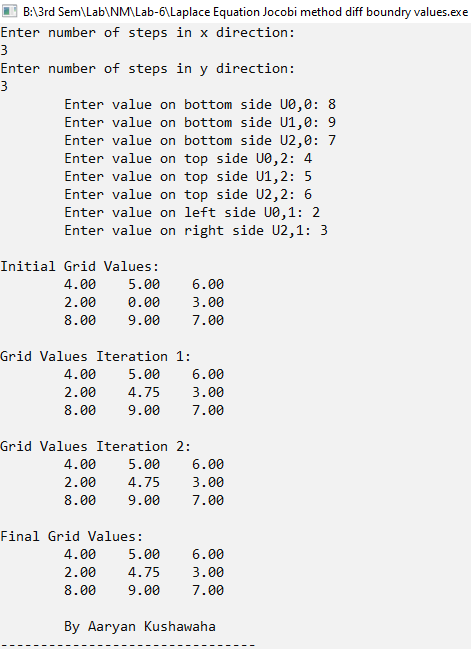 B:\3rd Sem\Lab\NM\Lab-6\Laplace Equation Jocobi method diff boundry values.exe
Enter number of steps in x direction:
3
Enter number of steps in y direction:
3
Enter value on bottom side U0,0: 8
Enter value on bottom side U1,0: 9
Enter value on bottom side U2,0: 7
Enter value on top side U0,2: 4
Enter value on top side U1,2: 5
Enter value on top side U2,2: 6
Enter value on left side U0,1: 2
Enter value on right side U2,1: 3
Initial Grid Values:
4.00 5.00 6.00
2.00 0.00 3.00
8.00 9.00 7.00
Grid Values Iteration 1:
4.00 5.00 6.00
2.00 4.75 3.00
8.00 9.00 7.00
Grid Values Iteration 2:
4.00 5.00 6.00
2.00 4.75 3.00
8.00 9.00 7.00
Final Grid Values:
4.00 5.00 6.00
2.00 4.75 3.00
8.00 9.00 7.00
By Aaryan Kushawaha
--------------------------------